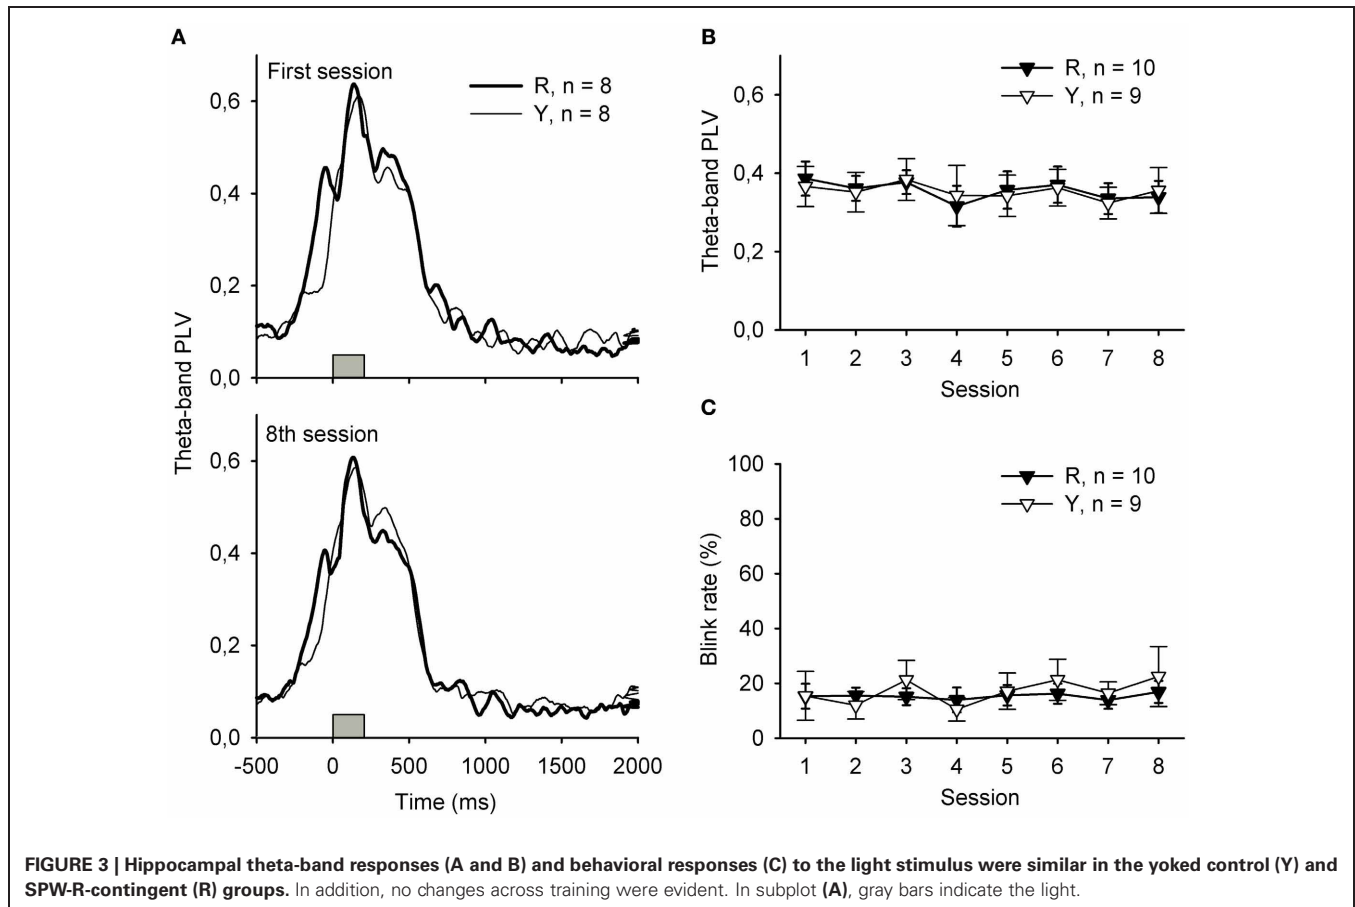 A
First session
R, n = 8
Y, n = 8
0,6
0,4
0,2
0,0
Theta-band PLV
8th session
0,6
0,4
0,2
0,0
-500 0 500 1000 1500 2000
Time (ms)
B
R, n = 10
Y, n = 9
0,6
0,4
0,2
0,0
Theta-band PLV
1 2 3 4 5 6 7 8
Session
C
R, n = 10
Y, n = 9
100
80
60
40
20
0
Blink rate (%)
1 2 3 4 5 6 7 8
Session
FIGURE 3 | Hippocampal theta-band responses (A and B) and behavioral responses (C) to the light stimulus were similar in the yoked control (Y) and
SPW-R-contingent (R) groups. In addition, no changes across training were evident. In subplot (A), gray bars indicate the light.